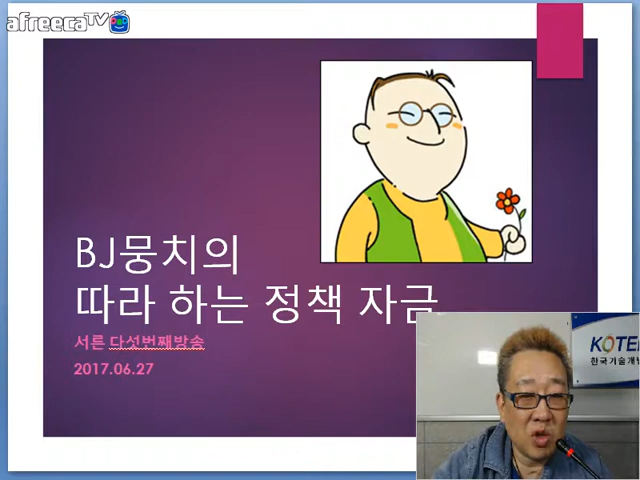 afreecaTV
BJ뭉치의
따라 하는 정책 자금
서른 다섯번째방송
2017.06.27
KOTE
한국기술개